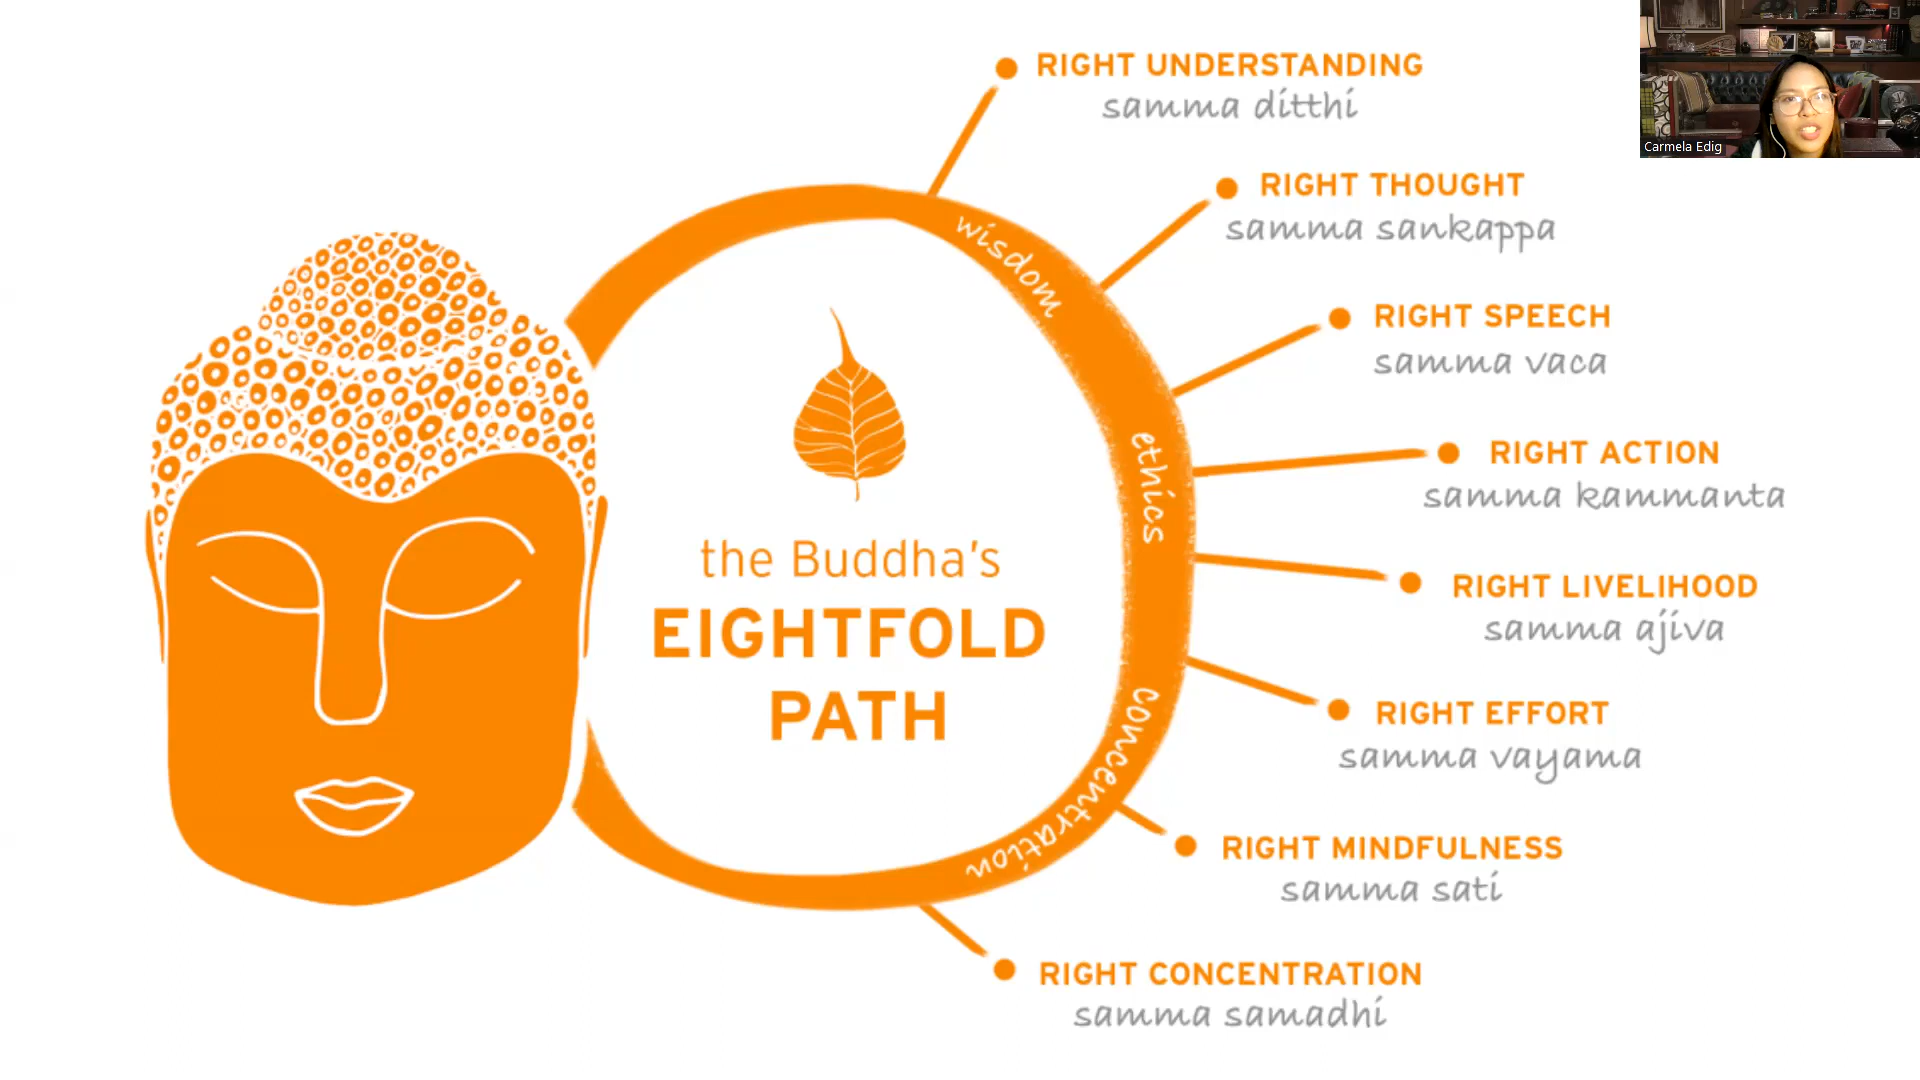 RIGHT UNDERSTANDING
samma ditthi
Carmela Edig
RIGHT THOUGHT
samma sankappa
wisdom
RIGHT SPEECH
samma vaca
RIGHT ACTION
samma kammanta
ethics
the Buddha's
EIGHTFOLD
PATH
RIGHT LIVELIHOOD
samma ajiva
RIGHT EFFORT
samma vayama
concentration
RIGHT MINDFULNESS
samma sati
RIGHT CONCENTRATION
samma samadhi